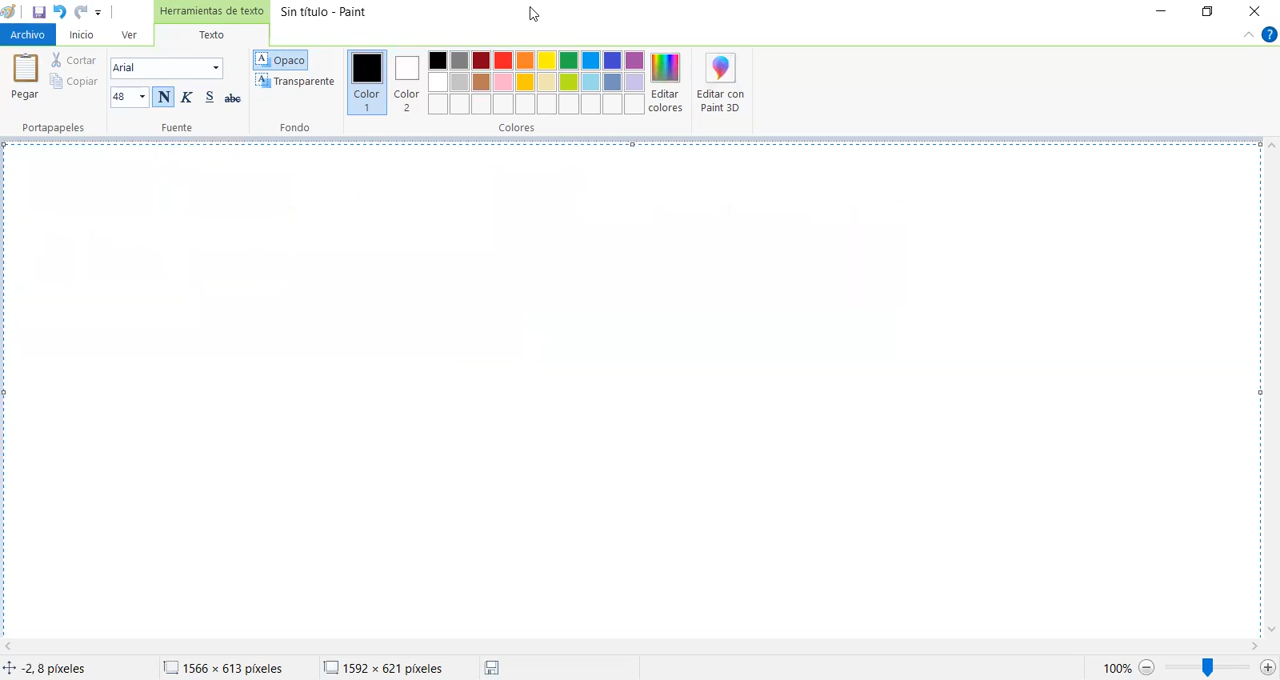 Herramientas de texto
Sin título - Paint
Archivo
Inicio
Ver
Texto
Pegar
Cortar
Copiar
Portapapeles
Arial
48
N K S abc
Fuente
Opaco
Transparente
Fondo
Color 1
Color 2
Colores
Editar colores
Editar con Paint 3D
-2, 8 píxeles
1566 × 613 píxeles
1592 × 621 píxeles
100%